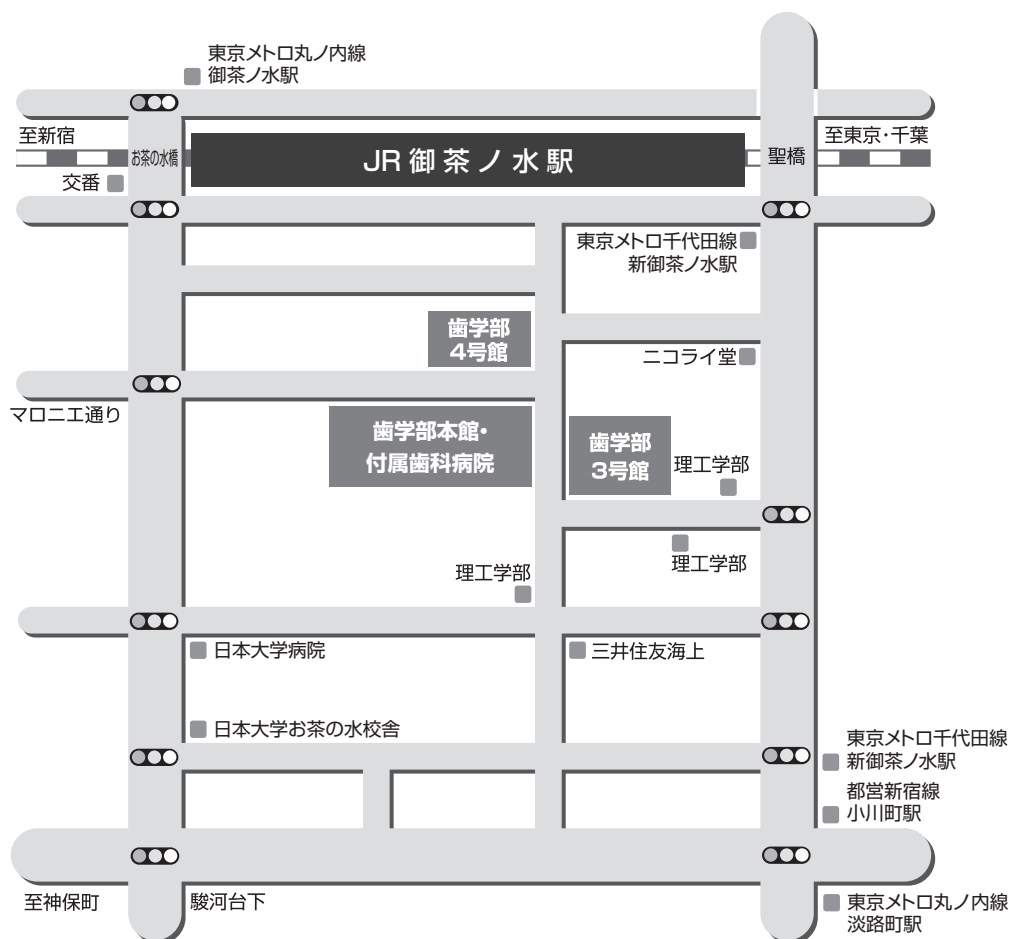 東京メトロ丸ノ内線
御茶ノ水駅
至新宿
お茶の水橋
JR御茶ノ水駅
聖橋
至東京・千葉
交番
東京メトロ千代田線
新御茶ノ水駅
歯学部
4号館
ニコライ堂
マロニエ通り
歯学部本館・
付属歯科病院
歯学部
3号館
理工学部
理工学部
理工学部
日本大学病院
三井住友海上
日本大学お茶の水校舎
東京メトロ千代田線
新御茶ノ水駅
都営新宿線
小川町駅
至神保町
駿河台下
東京メトロ丸ノ内線
淡路町駅